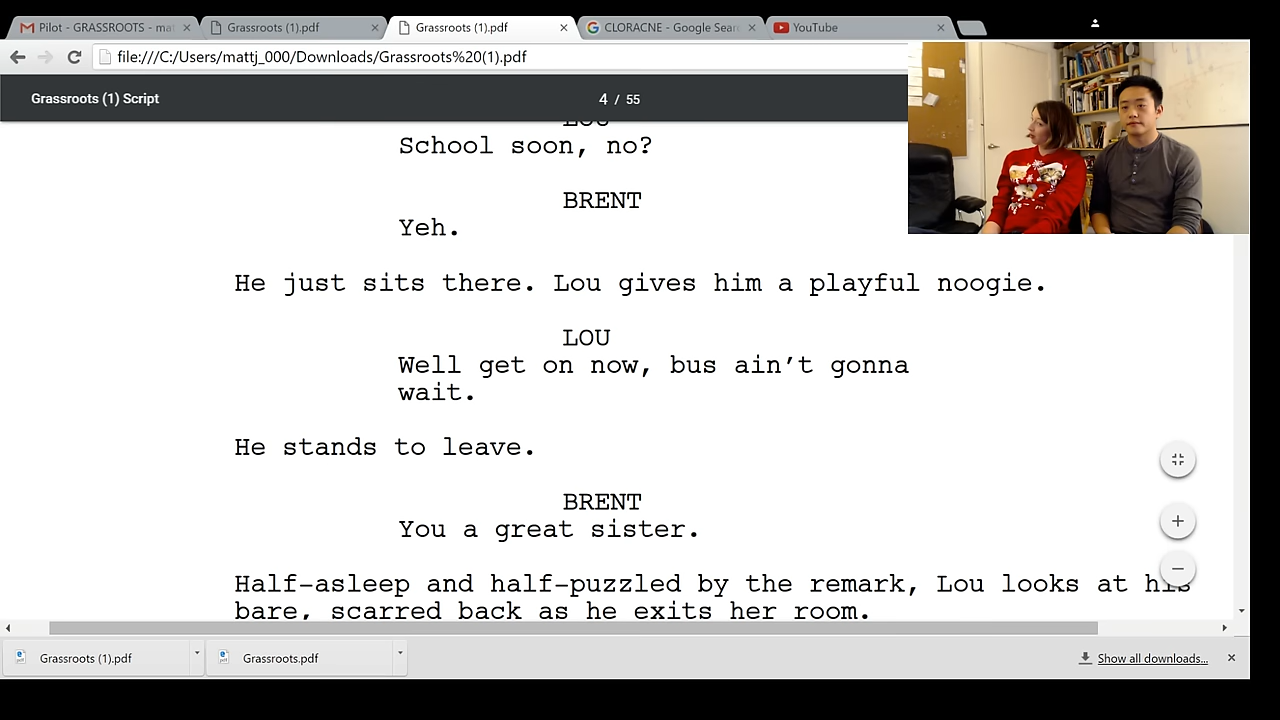 Pilot - GRASSROOTS - ma
Grassroots (1).pdf
Grassroots (1).pdf
CLORACNE - Google Sear
YouTube
file:///C:/Users/mattj_000/Downloads/Grassroots%20(1).pdf
Grassroots (1) Script
4 / 55
LOU
School soon, no?
BRENT
Yeh.
He just sits there. Lou gives him a playful noogie.
LOU
Well get on now, bus ain't gonna
wait.
He stands to leave.
BRENT
You a great sister.
Half-asleep and half-puzzled by the remark, Lou looks at his
bare, scarred back as he exits her room.
Grassroots (1).pdf
Grassroots.pdf
Show all downloads...